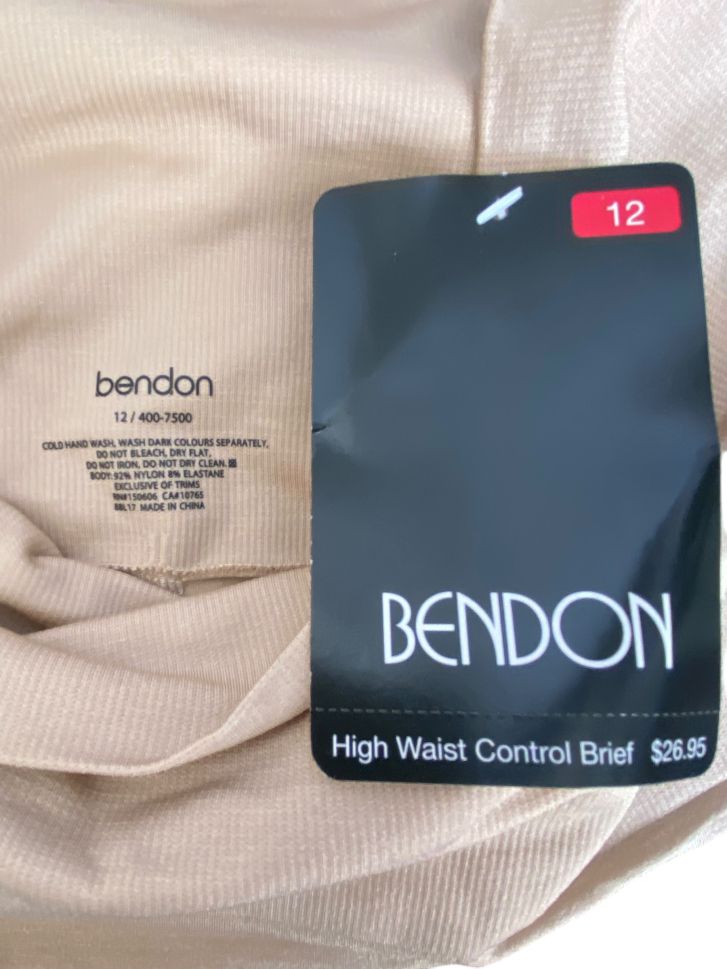 bendon
12 / 400-7500
COLD HAND WASH, WASH DARK COLOURS SEPARATELY,
DO NOT BLEACH, DRY FLAT,
DO NOT IRON, DO NOT DRY CLEAN.
BODY: 92% NYLON 8% ELASTANE
EXCLUSIVE OF TRIMS
RN#150606 CA#10765
BBL17 MADE IN CHINA
12
BENDON
High Waist Control Brief $26.95